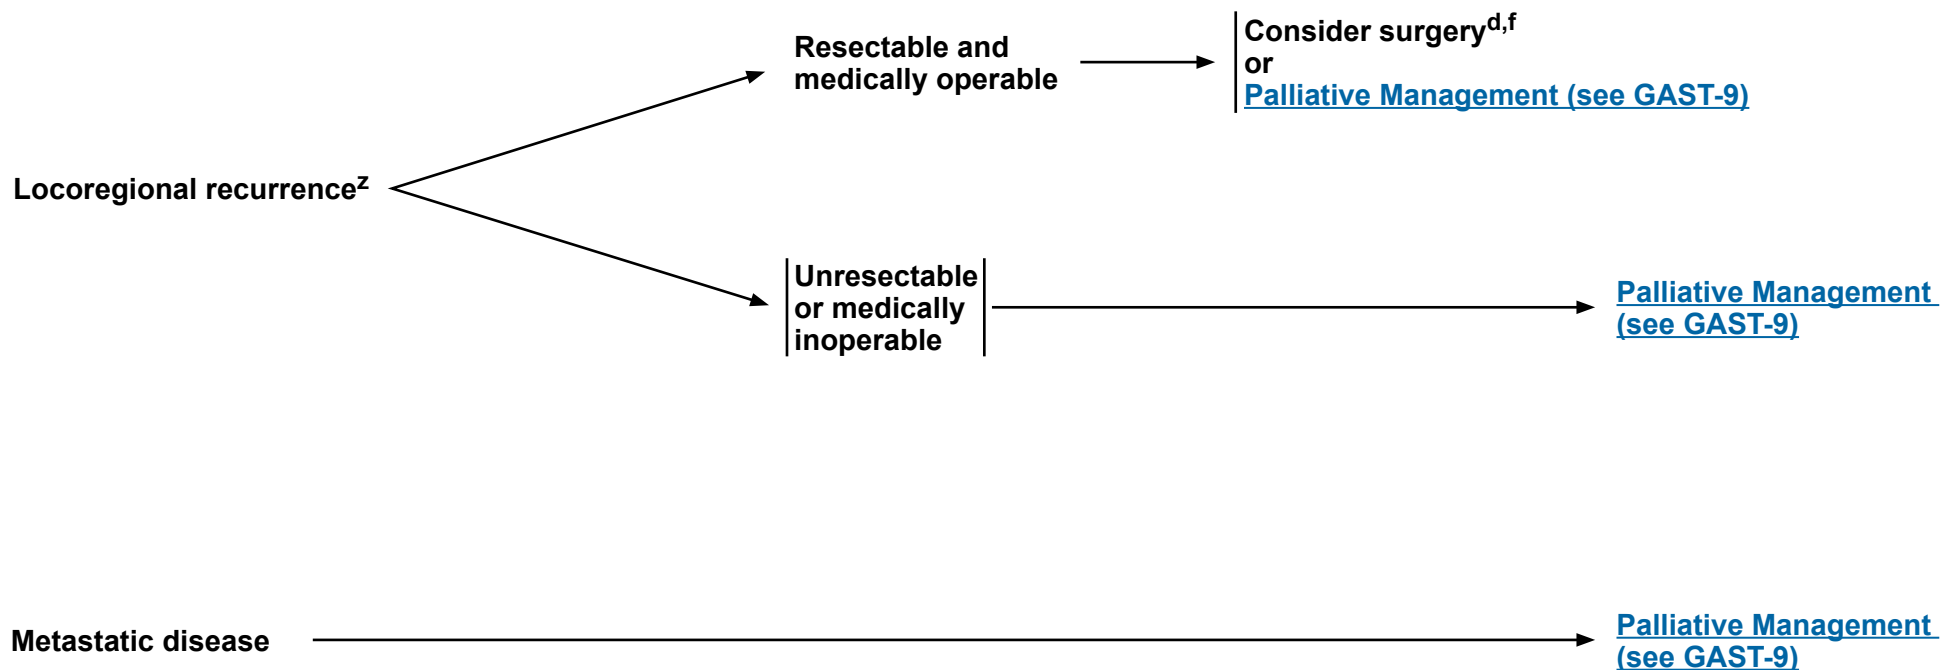 Resectable and
medically operable
Consider surgeryd,f
or
Palliative Management (see GAST-9)
Locoregional recurrencez
Unresectable
or medically
inoperable
Palliative Management
(see GAST-9)
Metastatic disease
Palliative Management
(see GAST-9)